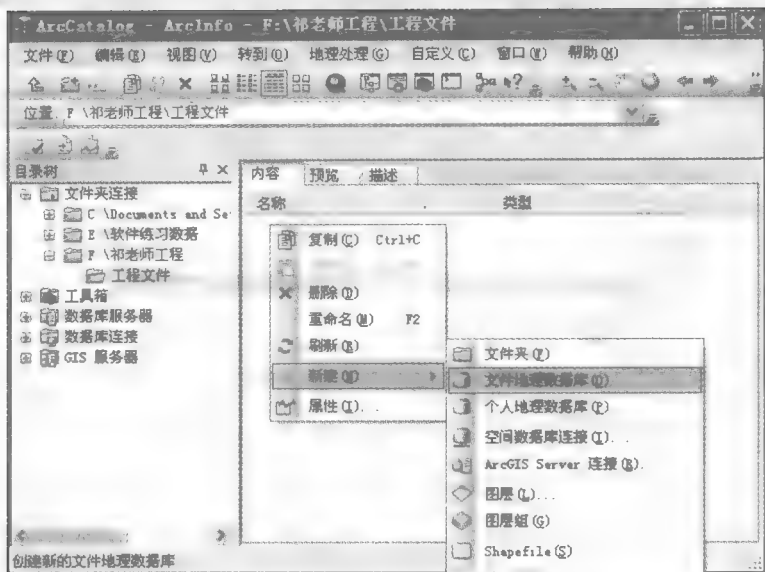 ArcCatalog - ArcInfo - F:\祁老师工程\工程文件
文件(F) 编辑(E) 视图(V) 转到(O) 地理处理(G) 自定义(C) 窗口(W) 帮助(H)
位置: F \祁老师工程\工程文件
目录树
内容 预览 描述
名称 类型
文件夹连接
C \Documents and Se
E \软件练习数据
F \祁老师工程
工程文件
工具箱
数据库服务器
数据库连接
GIS 服务器
复制(C) Ctrl+C
删除(D)
重命名(M) F2
刷新(R)
新建(N)
属性(I)..
文件夹(F)
文件地理数据库(O)
个人地理数据库(P)
空间数据库连接(I)..
ArcGIS Server 连接(R).
图层(L)...
图层组(G)
Shapefile(S)
创建新的文件地理数据库